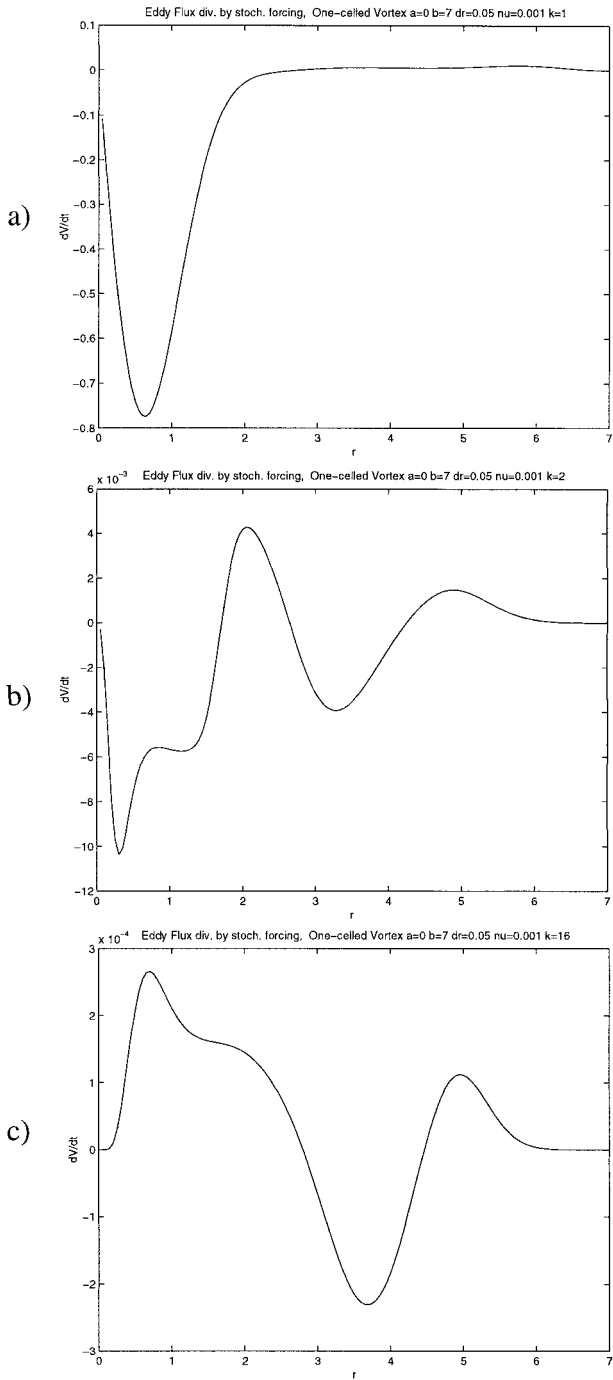 Eddy Flux div. by stoch. forcing, One-celled Vortex a=0 b=7 dr=0.05 nu=0.001 k=1
0.1
0
-0.1
-0.2
-0.3
-0.4
-0.5
-0.6
-0.7
-0.8
dV/dt
a)
0 1 2 3 4 5 6 7
r
x 10^-3 Eddy Flux div. by stoch. forcing, One-celled Vortex a=0 b=7 dr=0.05 nu=0.001 k=2
6
4
2
0
-2
-4
-6
-8
-10
-12
dV/dt
b)
0 1 2 3 4 5 6 7
r
x 10^-4 Eddy Flux div. by stoch. forcing, One-celled Vortex a=0 b=7 dr=0.05 nu=0.001 k=16
3
2
1
0
-1
-2
-3
dV/dt
c)
0 1 2 3 4 5 6 7
r